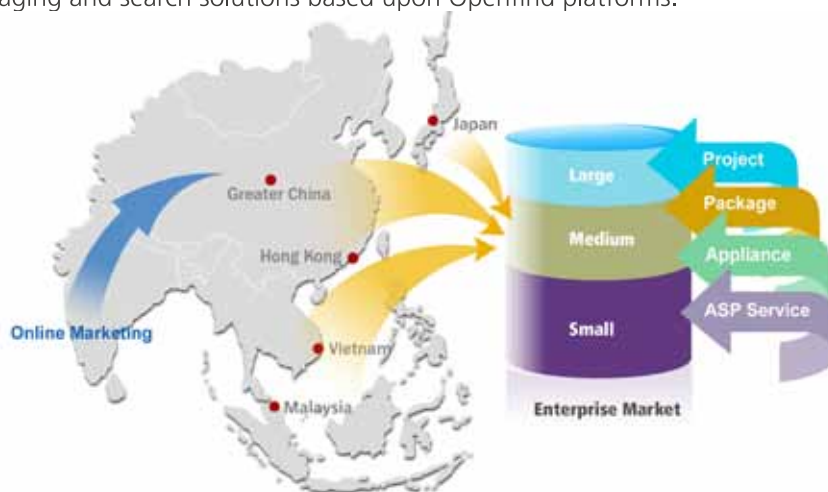 aging and search solutions based upon Openfind platforms.
Japan
Greater China
Hong Kong
Online Marketing
Vietnam
Malaysia
Large
Medium
Small
Project
Package
Appliance
ASP Service
Enterprise Market